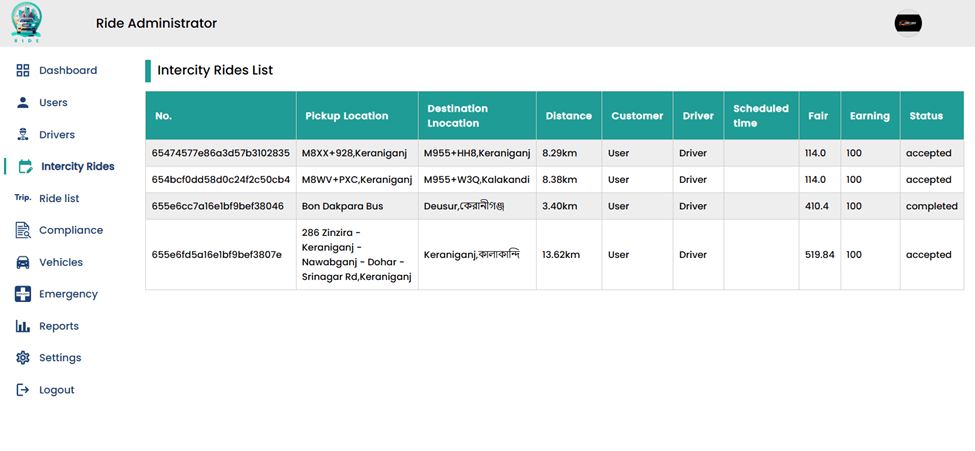 RIDE
Ride Administrator
Dashboard
Users
Drivers
Intercity Rides
Trip. Ride list
Compliance
Vehicles
Emergency
Reports
Settings
Logout
Intercity Rides List
No. Pickup Location Destination Lnocation Distance Customer Driver Scheduled time Fair Earning Status
65474577e86a3d57b3102835 M8XX+928,Keraniganj M955+HH8,Keraniganj 8.29km User Driver 114.0 100 accepted
654bcf0dd58d0c24f2c50cb4 M8WV+PXC,Keraniganj M955+W3Q,Kalakandi 8.38km User Driver 114.0 100 accepted
655e6cc7a16e1bf9bef38046 Bon Dakpara Bus Deusur,কেরানীগঞ্জ 3.40km User Driver 410.4 100 completed
655e6fd5a16e1bf9bef3807e 286 Zinzira - Keraniganj - Nawabganj - Dohar - Srinagar Rd,Keraniganj Keraniganj,কালাকান্দি 13.62km User Driver 519.84 100 accepted